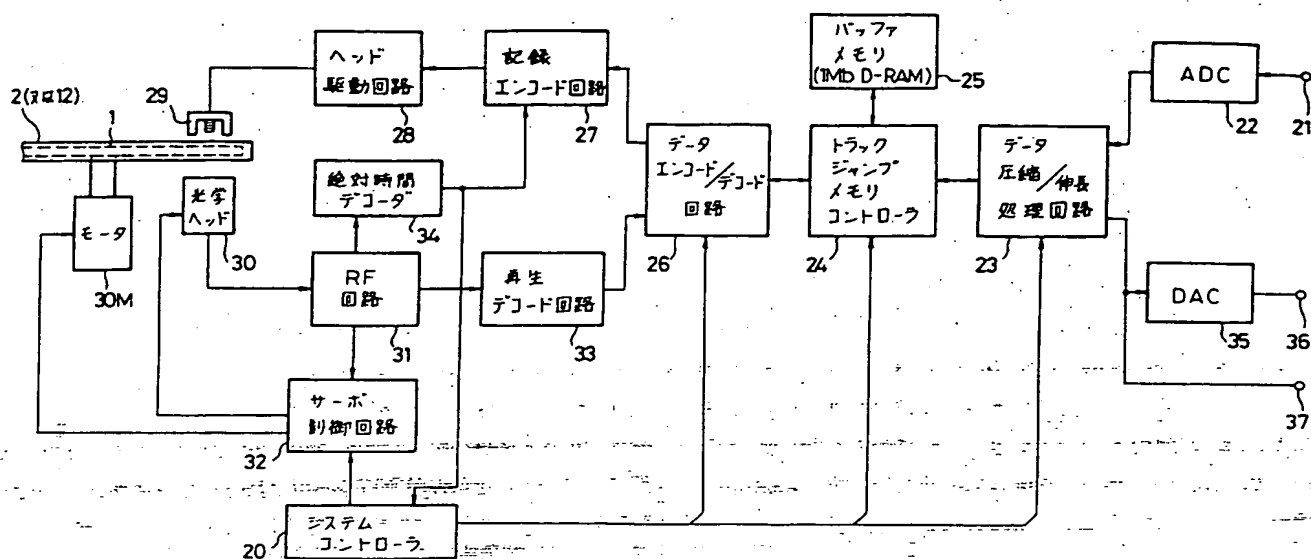 ヘッド
駆動回路
28
記録
エンコード回路
27
バッファ
メモリ
(1Mb D-RAM)
25
ADC
22
21
2(又は12)
1
29
モータ
30M
光学
ヘッド
30
絶対時間
デコーダ
34
RF
回路
31
再生
デコード回路
33
データ
エンコード/デコード
回路
26
トラック
ジャンプ
メモリ
コントローラ
24
データ
圧縮/伸長
処理回路
23
DAC
35
36
37
サーボ
制御回路
32
システム
コントローラ
20